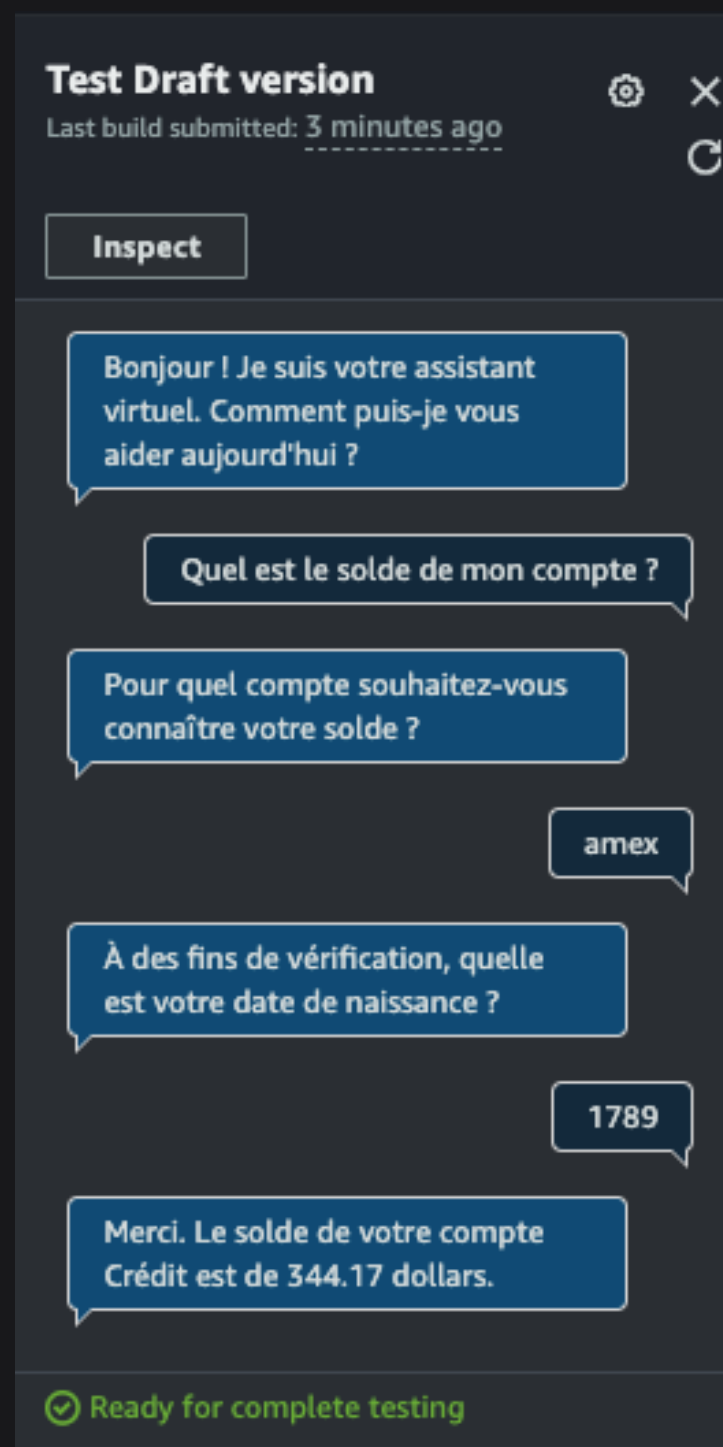 Test Draft version
Last build submitted: 3 minutes ago
Inspect
Bonjour ! Je suis votre assistant
virtuel. Comment puis-je vous
aider aujourd'hui ?
Quel est le solde de mon compte ?
Pour quel compte souhaitez-vous
connaître votre solde ?
amex
À des fins de vérification, quelle
est votre date de naissance ?
1789
Merci. Le solde de votre compte
Crédit est de 344.17 dollars.
Ready for complete testing